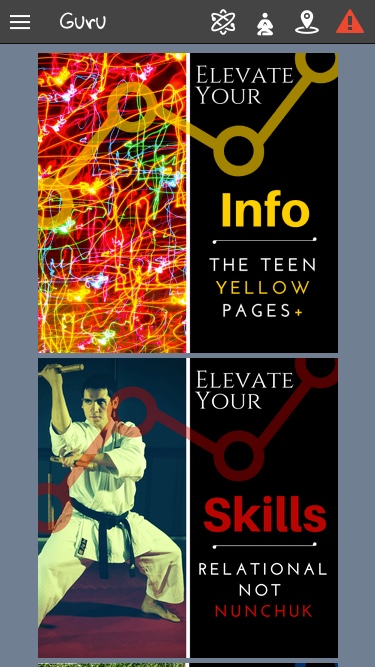 Guru
Elevate
Your
Info
THE TEEN
YELLOW
PAGES+
Elevate
Your
Skills
RELATIONAL
NOT
NUNCHUK